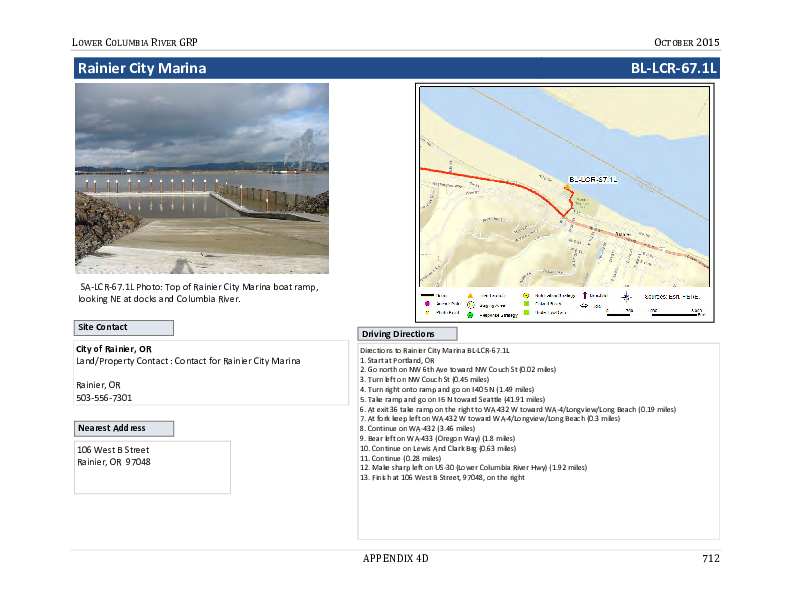 LOWER COLUMBIA RIVER GRP
OCTOBER 2015
Rainier City Marina
BL-LCR-67.1L
BL-LCR-67.1L
SA-LCR-67.1L Photo: Top of Rainier City Marina boat ramp,
looking NE at docks and Columbia River.
Site Contact
City of Rainier, OR
Land/Property Contact : Contact for Rainier City Marina
Rainier, OR
503-556-7301
Nearest Address
106 West B Street
Rainier, OR 97048
Sources: Esri, HERE,
Driving Directions
Directions to Rainier City Marina BL-LCR-67.1L
1. Start at Portland, OR
2. Go north on NW 6th Ave toward NW Couch St (0.02 miles)
3. Turn left on NW Couch St (0.45 miles)
4. Turn right onto ramp and go on I-405 N (1.49 miles)
5. Take ramp and go on I-5 N toward Seattle (41.91 miles)
6. At exit 36 take ramp on the right to WA-432 W toward WA-4/Longview/Long Beach (0.19 miles)
7. At fork keep left on WA-432 W toward WA-4/Longview/Long Beach (0.3 miles)
8. Continue on WA-432 (3.46 miles)
9. Bear left on WA-433 (Oregon Way) (1.8 miles)
10. Continue on Lewis And Clark Brg (0.63 miles)
11. Continue (0.28 miles)
12. Make sharp left on US-30 (Lower Columbia River Hwy) (1.92 miles)
13. Finish at 106 West B Street, 97048, on the right
APPENDIX 4D
712